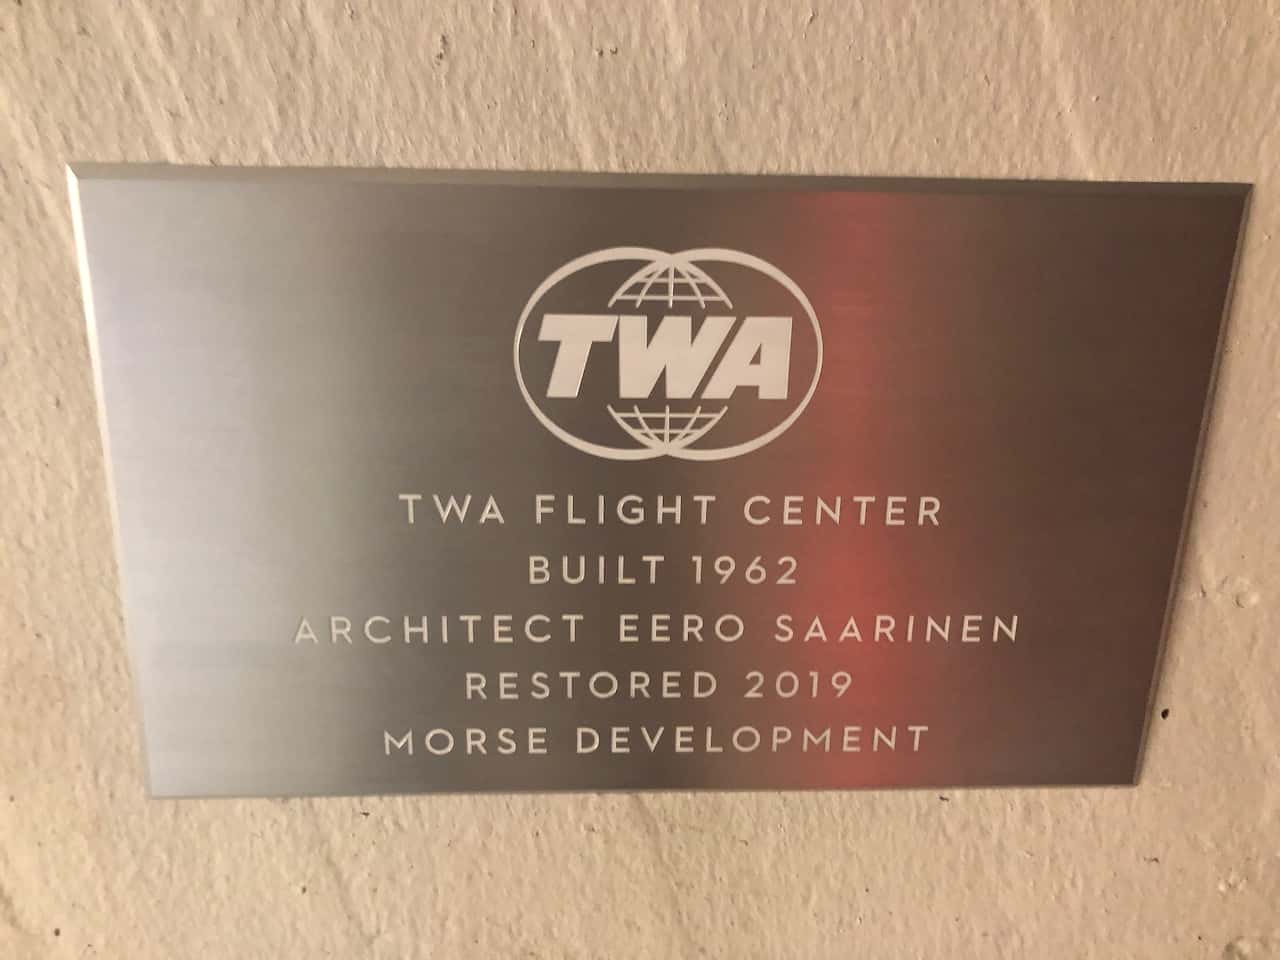 TWA
TWA FLIGHT CENTER
BUILT 1962
ARCHITECT EERO SAARINEN
RESTORED 2019
MORSE DEVELOPMENT